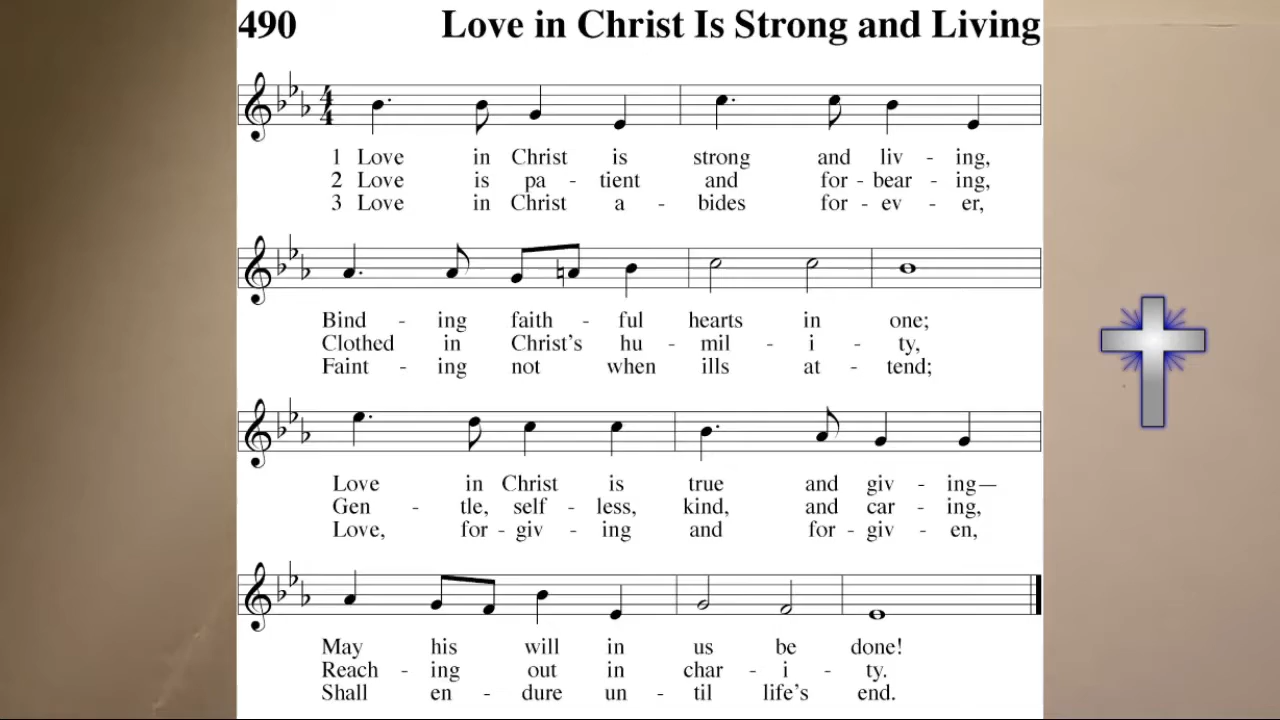 490 Love in Christ Is Strong and Living
4
4
1 Love in Christ is strong and liv - ing,
2 Love is pa - tient and for - bear - ing,
3 Love in Christ a - bides for - ev - er,
Bind - ing faith - ful hearts in one;
Clothed in Christ's hu - mil - i - ty,
Faint - ing not when ills at - tend;
Love in Christ is true and giv - ing—
Gen - tle, self - less, kind, and car - ing,
Love, for - giv - ing and for - giv - en,
May his will in us be done!
Reach - ing out in char - i - ty.
Shall en - dure un - til life's end.